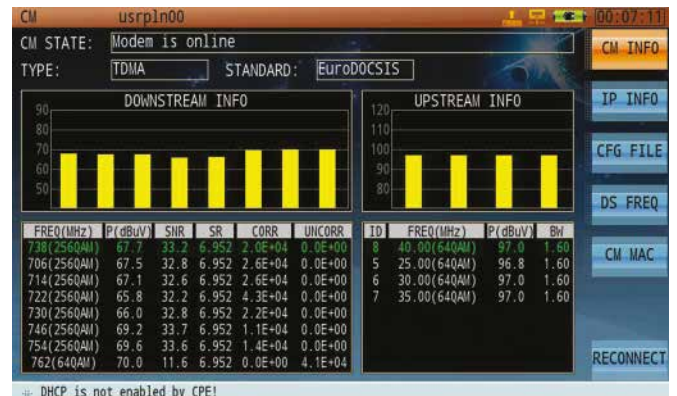 CM usrpln00 00:07:11
CM STATE: Modem is online
TYPE: TDMA STANDARD: EuroDOCSIS
CM INFO
DOWNSTREAM INFO
90
80
70
60
50
UPSTREAM INFO
120
110
100
90
80
IP INFO
CFG FILE
DS FREQ
CM MAC
RECONNECT
FREQ(MHz) P(dBuV) SNR SR CORR UNCORR
738(256QAM) 67.7 33.2 6.952 2.0E+04 0.0E+00
706(256QAM) 67.5 32.8 6.952 2.6E+04 0.0E+00
714(256QAM) 67.1 32.6 6.952 2.6E+04 0.0E+00
722(256QAM) 65.8 32.2 6.952 4.3E+04 0.0E+00
730(256QAM) 66.0 32.8 6.952 2.2E+04 0.0E+00
746(256QAM) 69.2 33.7 6.952 1.1E+04 0.0E+00
754(256QAM) 69.6 33.6 6.952 1.4E+04 0.0E+00
762(64QAM) 70.0 11.6 6.952 0.0E+00 4.1E+04
ID FREQ(MHz) P(dBuV) BW
8 40.00(64QAM) 97.0 1.60
5 25.00(64QAM) 96.8 1.60
6 30.00(64QAM) 97.0 1.60
7 35.00(64QAM) 97.0 1.60
DHCP is not enabled by CPE!